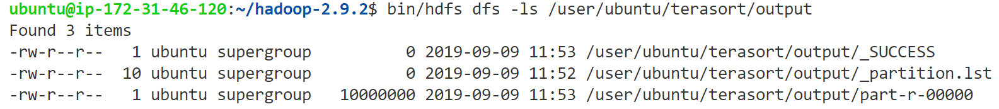 ubuntu@ip-172-31-46-120:~/hadoop-2.9.2$ bin/hdfs dfs -ls /user/ubuntu/terasort/output
Found 3 items
-rw-r--r--   1 ubuntu supergroup          0 2019-09-09 11:53 /user/ubuntu/terasort/output/_SUCCESS
-rw-r--r--  10 ubuntu supergroup          0 2019-09-09 11:52 /user/ubuntu/terasort/output/_partition.lst
-rw-r--r--   1 ubuntu supergroup   10000000 2019-09-09 11:53 /user/ubuntu/terasort/output/part-r-00000